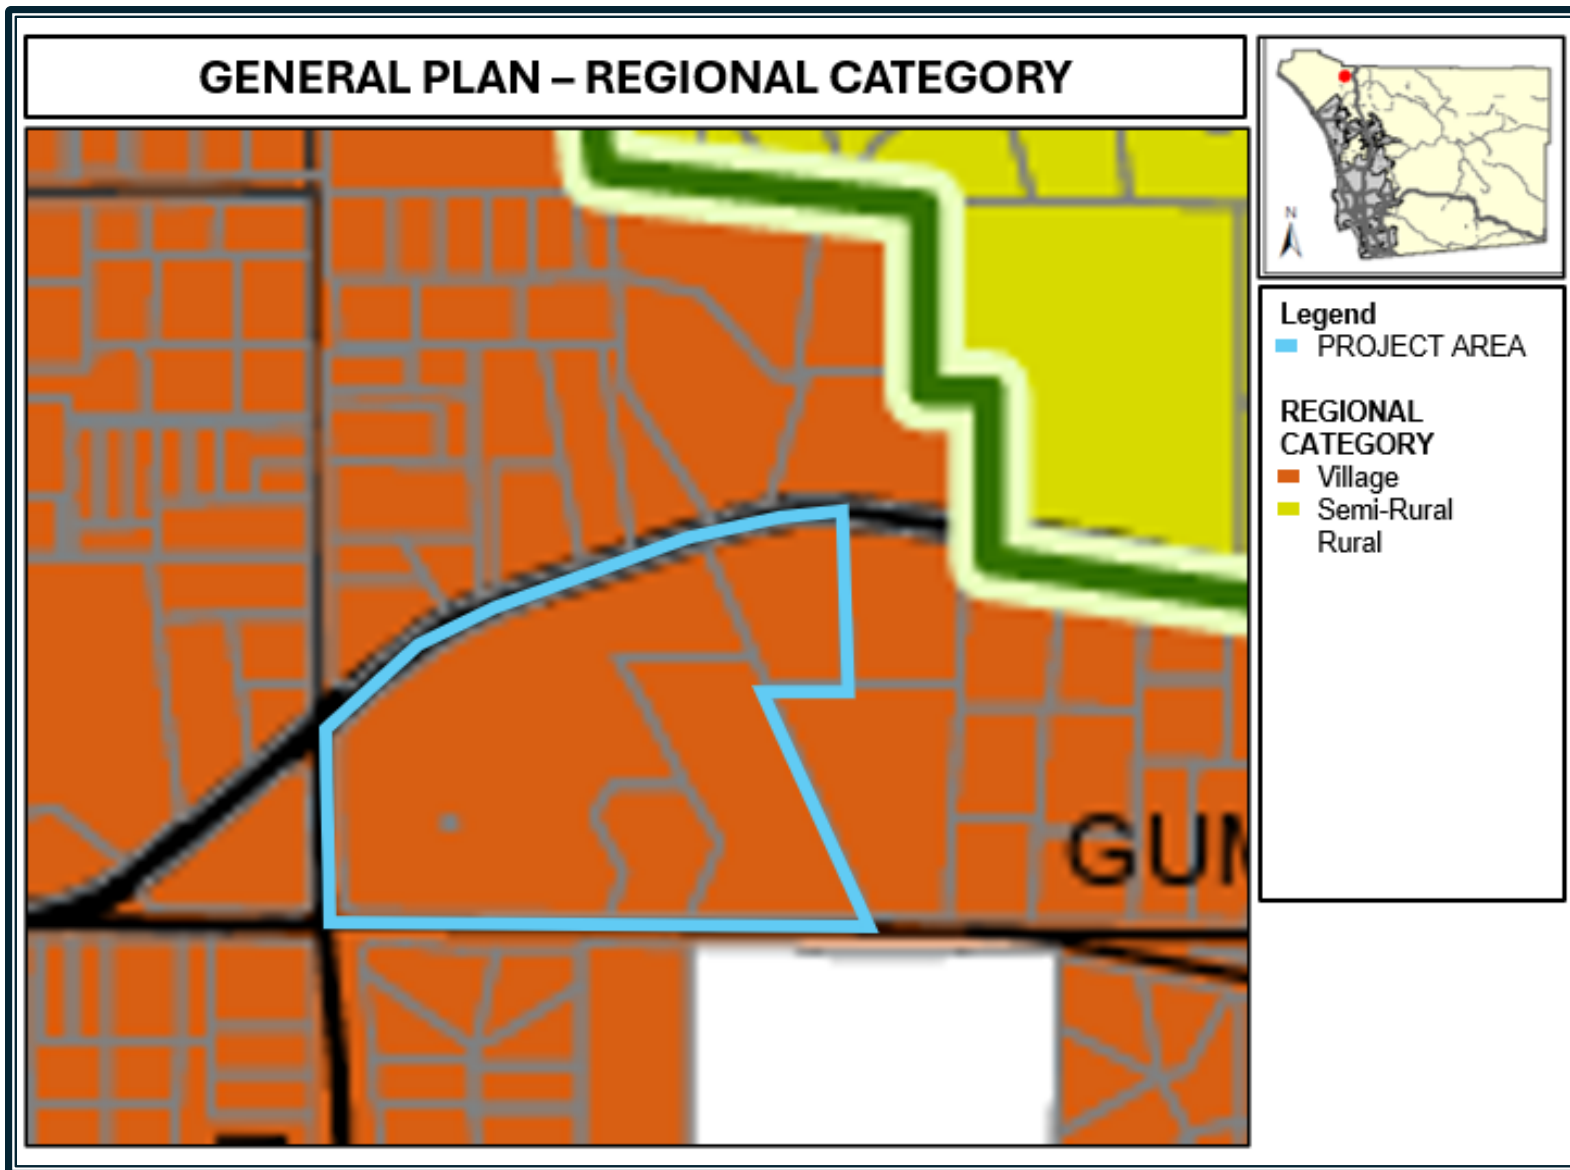 GENERAL PLAN – REGIONAL CATEGORY
N
Legend
PROJECT AREA
REGIONAL
CATEGORY
Village
Semi-Rural
Rural
GUM